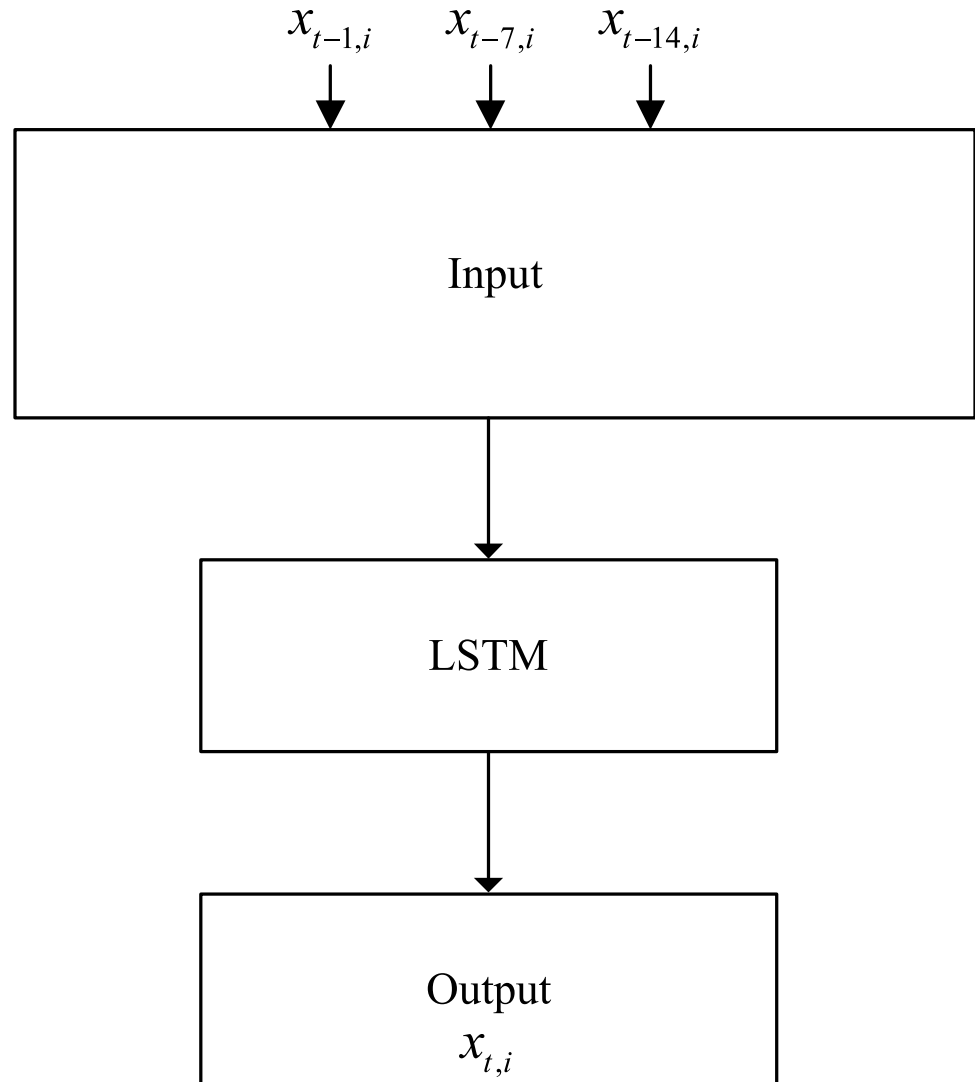 x_{t−1,i} x_{t−7,i} x_{t−14,i}
Input
LSTM
Output
x_{t,i}